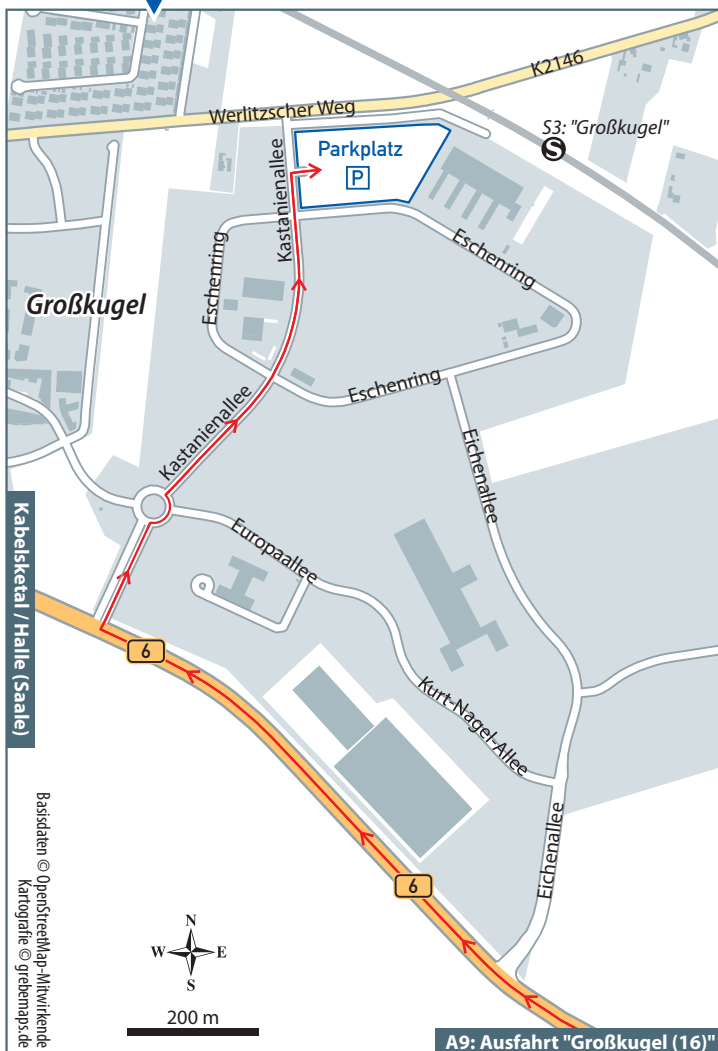 K2146
Werlitzscher Weg
S3: "Großkugel"
S
Parkplatz
P
Kastanienallee
Eschenring
Eschenring
Großkugel
Eschenring
Kastanienallee
Eichenallee
Europaallee
Kabelsketal / Halle (Saale)
6
Kurt-Nagel-Allee
Eichenallee
6
Basisdaten © OpenStreetMap-Mitwirkende
Kartografie © grebemaps.de
N
W E
S
200 m
A9: Ausfahrt "Großkugel (16)"